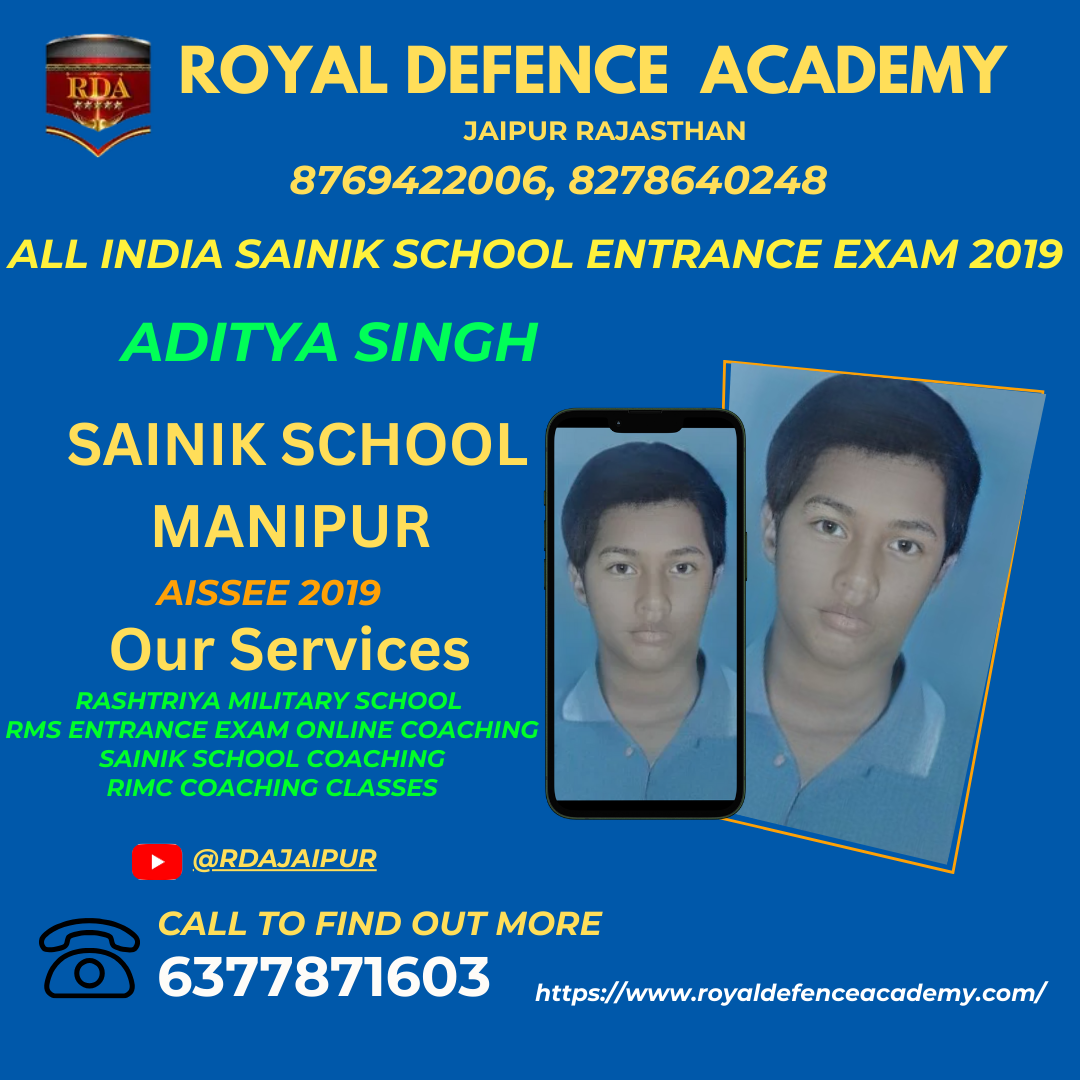 RDA
ROYAL DEFENCE ACADEMY
JAIPUR RAJASTHAN
8769422006, 8278640248
ALL INDIA SAINIK SCHOOL ENTRANCE EXAM 2019
ADITYA SINGH
SAINIK SCHOOL
MANIPUR
AISSEE 2019
Our Services
RASHTRIYA MILITARY SCHOOL
RMS ENTRANCE EXAM ONLINE COACHING
SAINIK SCHOOL COACHING
RIMC COACHING CLASSES
@RDAJAIPUR
CALL TO FIND OUT MORE
6377871603
https://www.royaldefenceacademy.com/